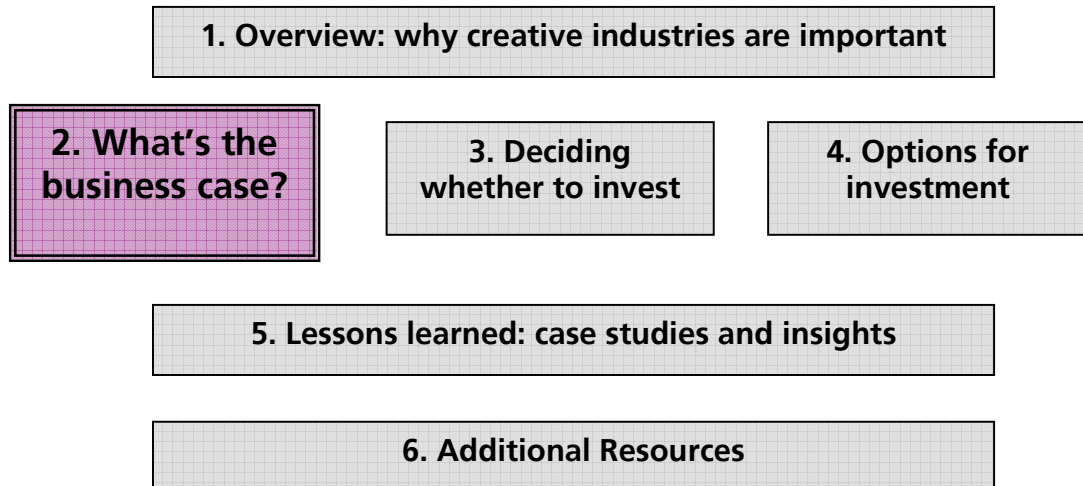 1. Overview: why creative industries are important
2. What's the
business case?
3. Deciding
whether to invest
4. Options for
investment
5. Lessons learned: case studies and insights
6. Additional Resources